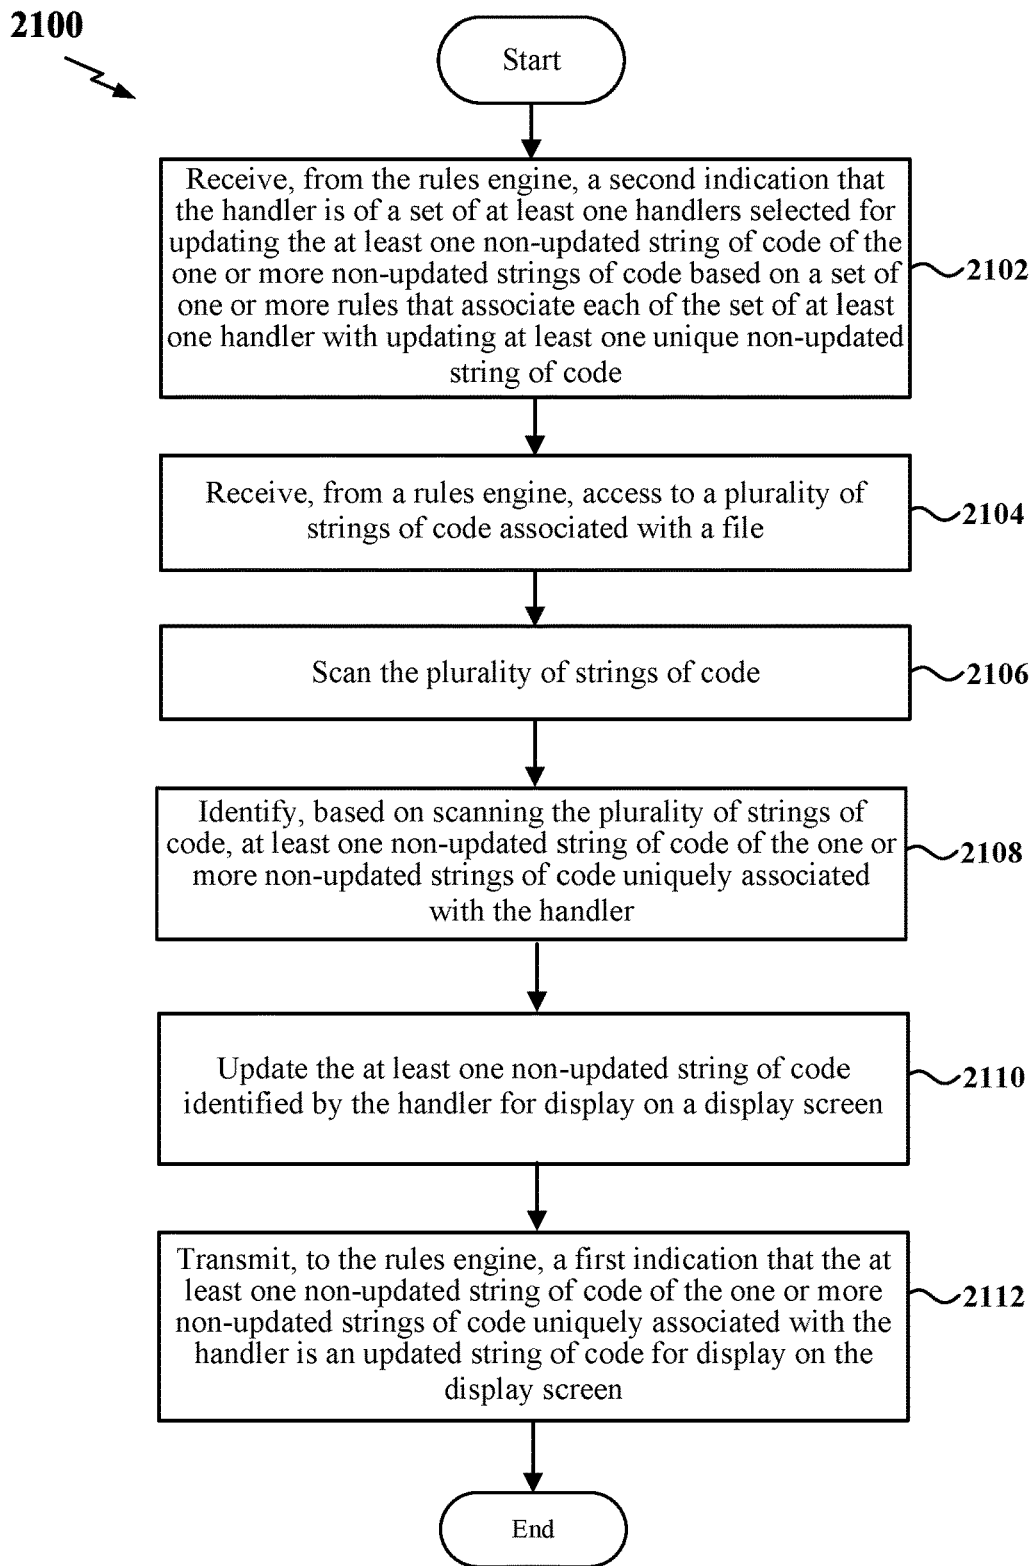 2100
Start
Receive, from the rules engine, a second indication that
the handler is of a set of at least one handlers selected for
updating the at least one non-updated string of code of the
one or more non-updated strings of code based on a set of
one or more rules that associate each of the set of at least
one handler with updating at least one unique non-updated
string of code
2102
Receive, from a rules engine, access to a plurality of
strings of code associated with a file
2104
Scan the plurality of strings of code
2106
Identify, based on scanning the plurality of strings of
code, at least one non-updated string of code of the one or
more non-updated strings of code uniquely associated
with the handler
2108
Update the at least one non-updated string of code
identified by the handler for display on a display screen
2110
Transmit, to the rules engine, a first indication that the at
least one non-updated string of code of the one or more
non-updated strings of code uniquely associated with the
handler is an updated string of code for display on the
display screen
2112
End